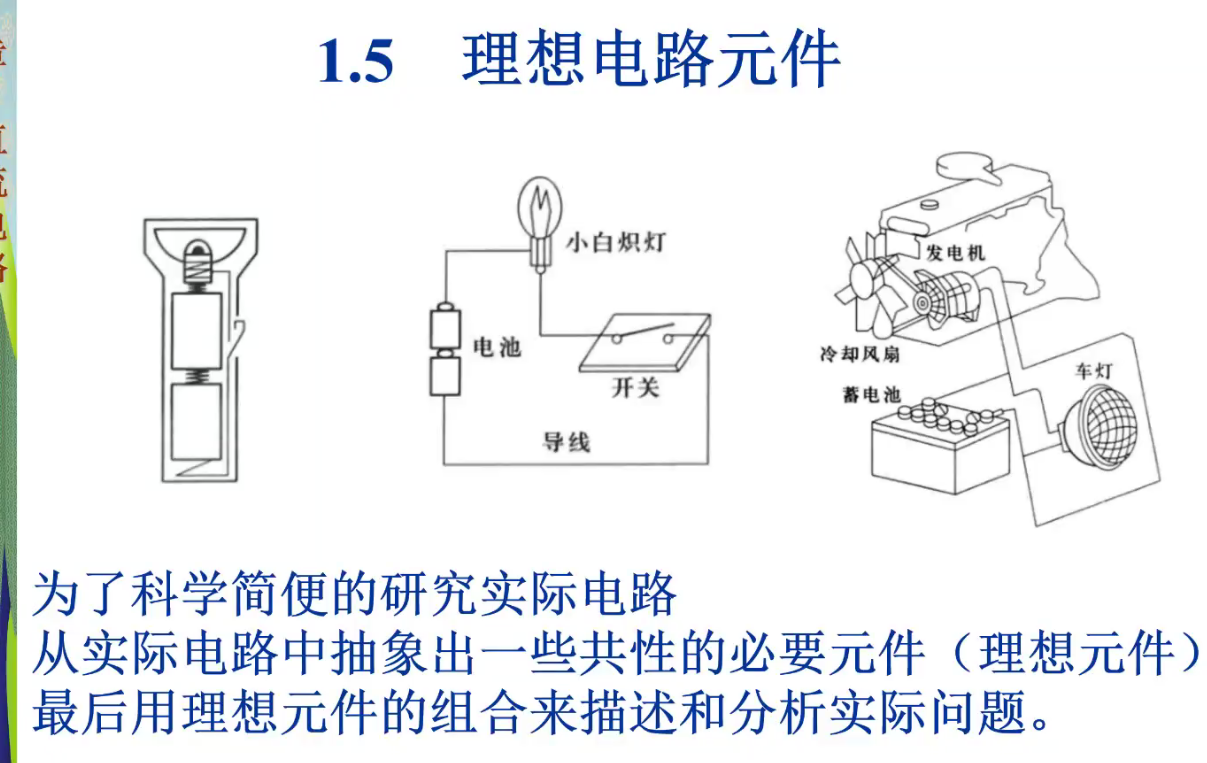 1.5 理想电路元件
小白炽灯
发电机
电池
冷却风扇
车灯
开关
蓄电池
导线
为了科学简便的研究实际电路
从实际电路中抽象出一些共性的必要元件（理想元件）
最后用理想元件的组合来描述和分析实际问题。